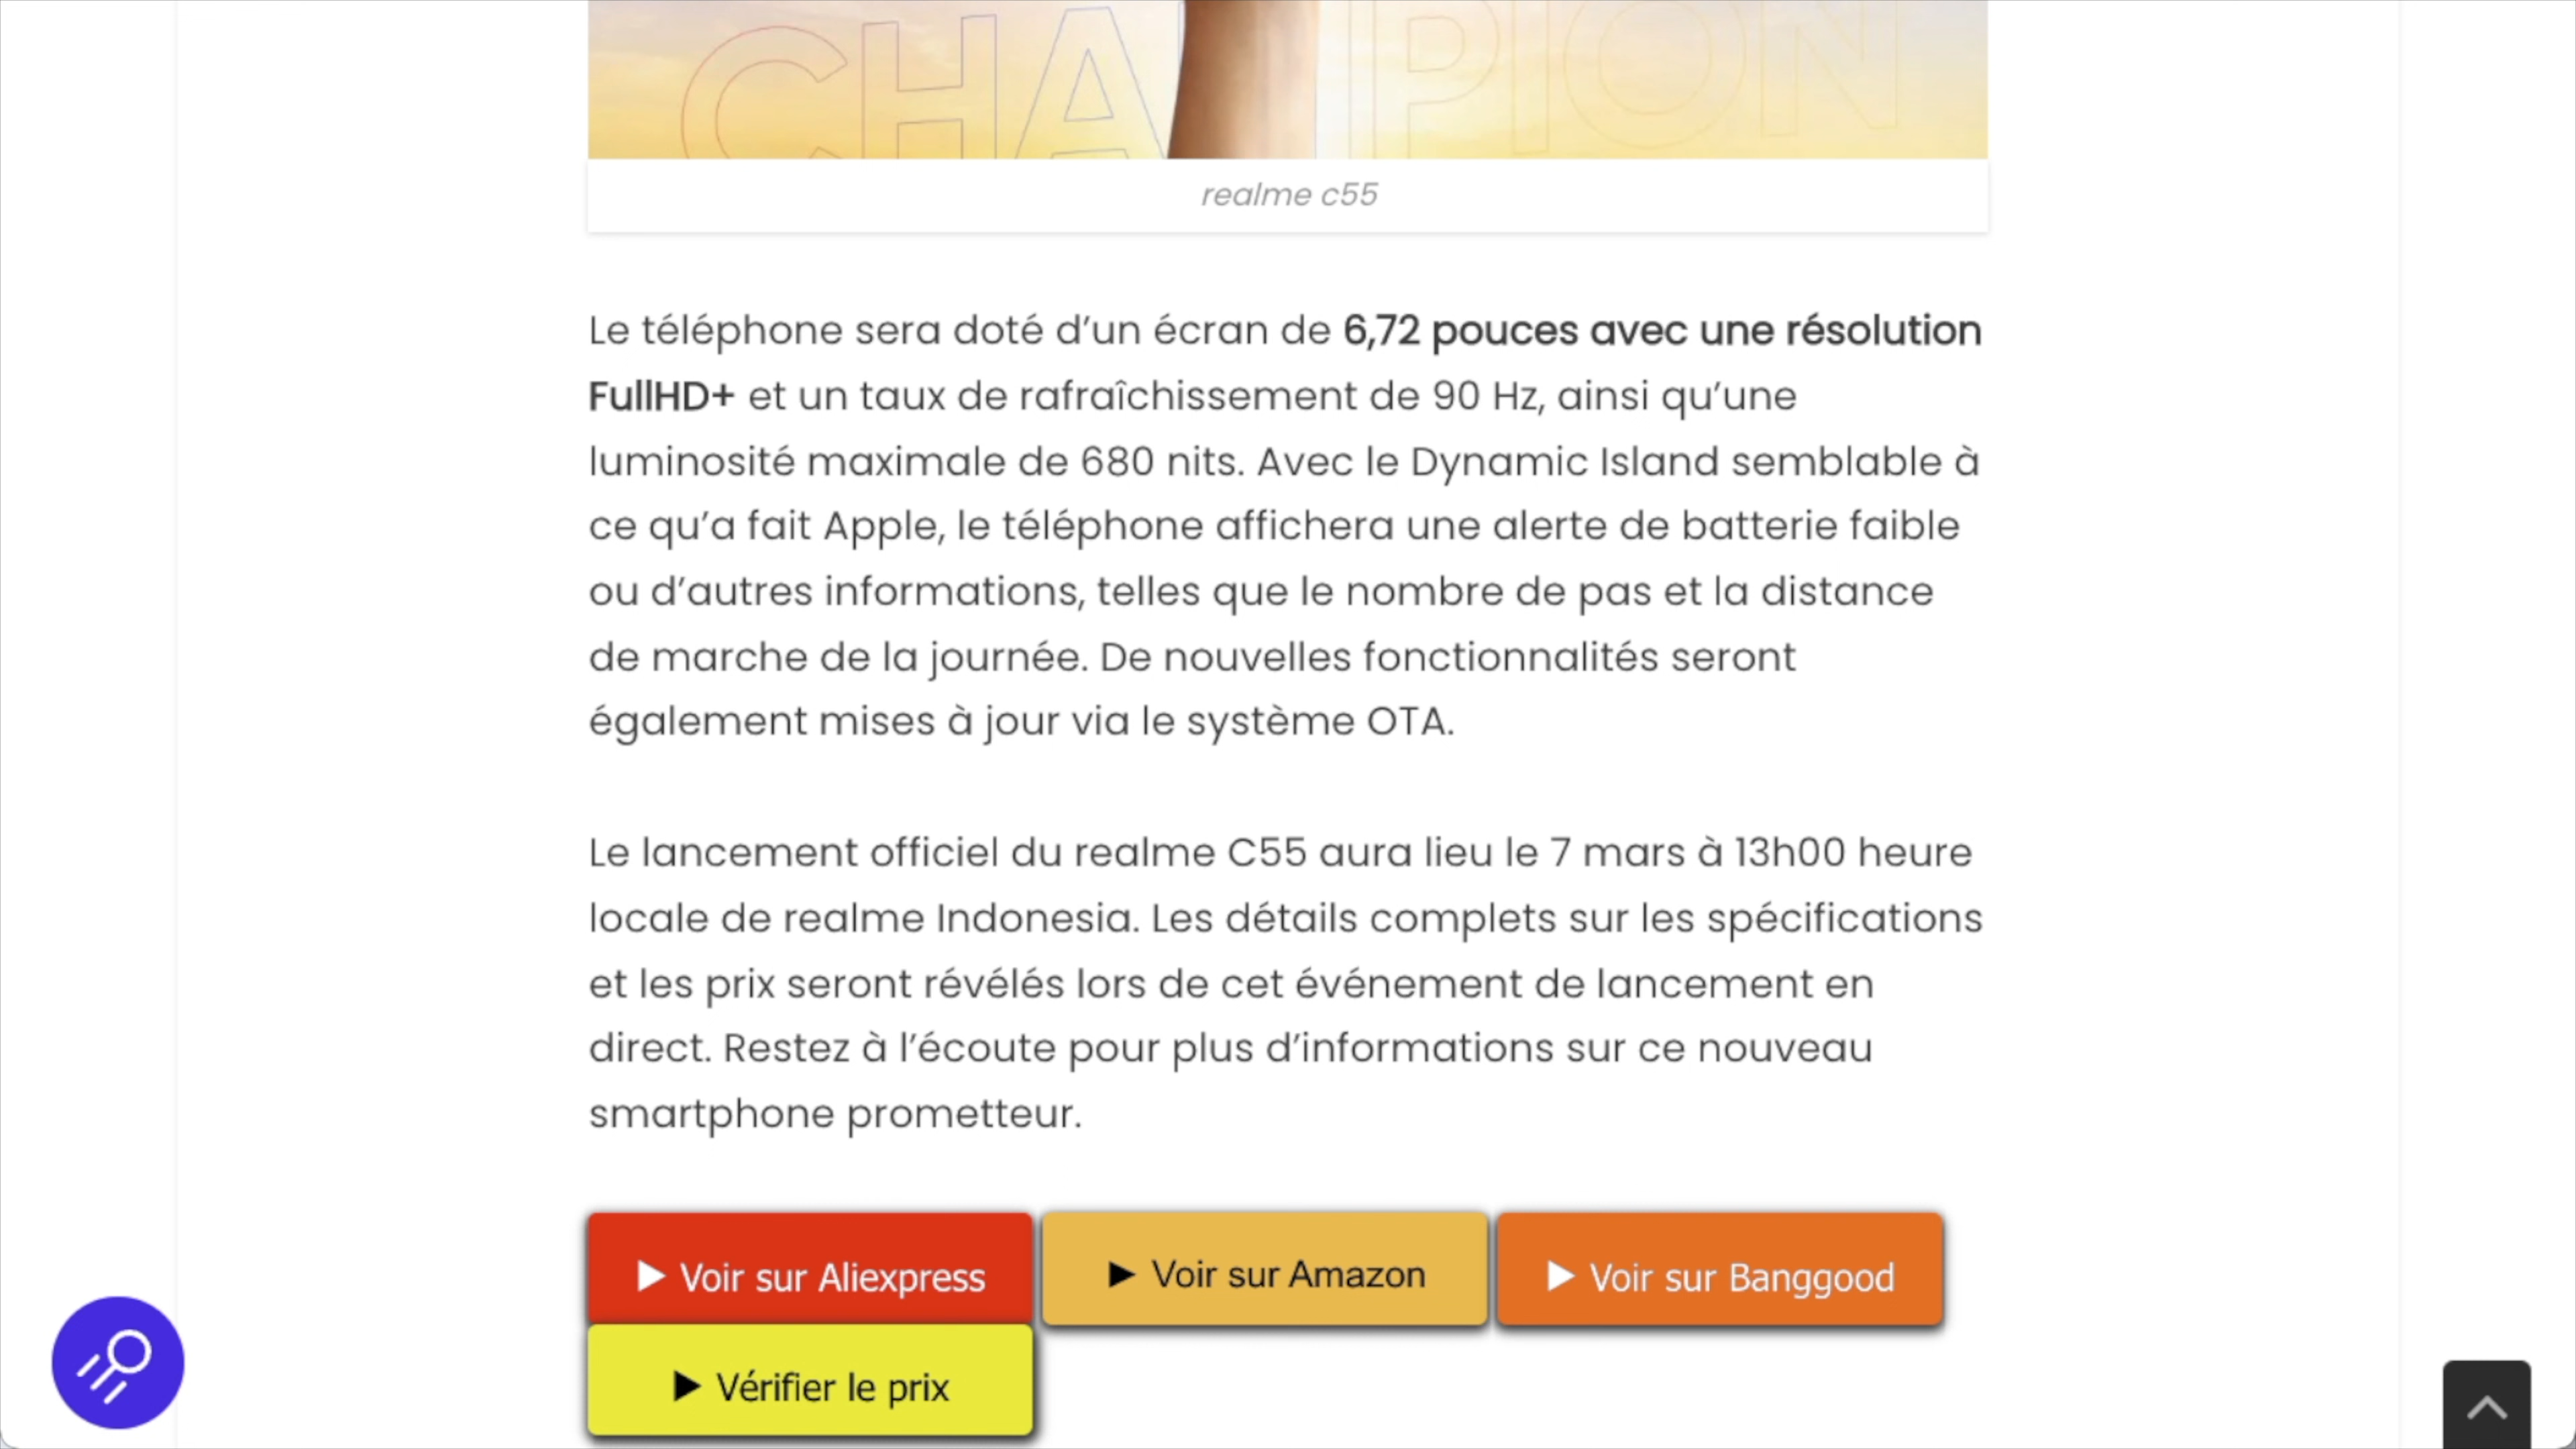 CHA PION
realme c55
Le téléphone sera doté d’un écran de 6,72 pouces avec une résolution
FullHD+ et un taux de rafraîchissement de 90 Hz, ainsi qu’une
luminosité maximale de 680 nits. Avec le Dynamic Island semblable à
ce qu’a fait Apple, le téléphone affichera une alerte de batterie faible
ou d’autres informations, telles que le nombre de pas et la distance
de marche de la journée. De nouvelles fonctionnalités seront
également mises à jour via le système OTA.
Le lancement officiel du realme C55 aura lieu le 7 mars à 13h00 heure
locale de realme Indonesia. Les détails complets sur les spécifications
et les prix seront révélés lors de cet événement de lancement en
direct. Restez à l’écoute pour plus d’informations sur ce nouveau
smartphone prometteur.
► Voir sur Aliexpress ► Voir sur Amazon ► Voir sur Banggood
► Vérifier le prix